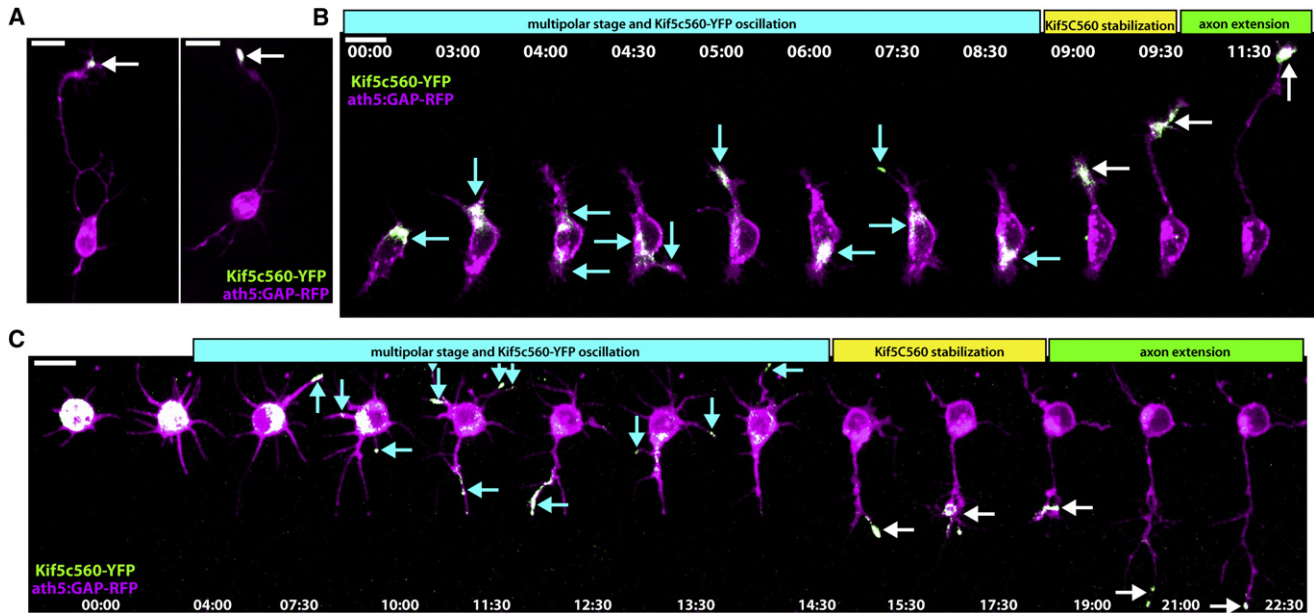 A
Kif5c560-YFP
ath5:GAP-RFP
B
multipolar stage and Kif5c560-YFP oscillation
Kif5C560 stabilization
axon extension
00:00 03:00 04:00 04:30 05:00 06:00 07:30 08:30 09:00 09:30 11:30
Kif5c560-YFP
ath5:GAP-RFP
C
multipolar stage and Kif5c560-YFP oscillation
Kif5C560 stabilization
axon extension
Kif5c560-YFP
ath5:GAP-RFP
00:00 04:00 07:30 10:00 11:30 12:30 13:30 14:30 15:30 17:30 19:00 21:00 22:30